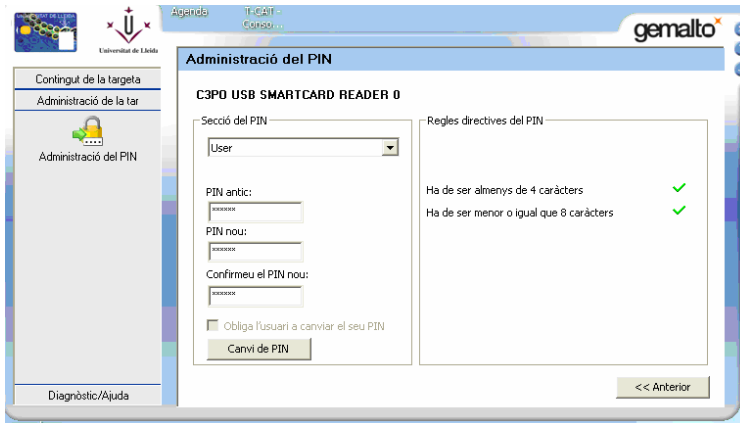 Agenda
T-CAT -
Conso...
Universitat de Lleida
gemalto
Administració del PIN
Contingut de la targeta
Administració de la tar
Administració del PIN
C3PO USB SMARTCARD READER 0
Secció del PIN
User
PIN antic:
******
PIN nou:
******
Confirmeu el PIN nou:
******
Obliga l'usuari a canviar el seu PIN
Canvi de PIN
Regles directives del PIN
Ha de ser almenys de 4 caràcters
Ha de ser menor o igual que 8 caràcters
<< Anterior
Diagnòstic/Ajuda